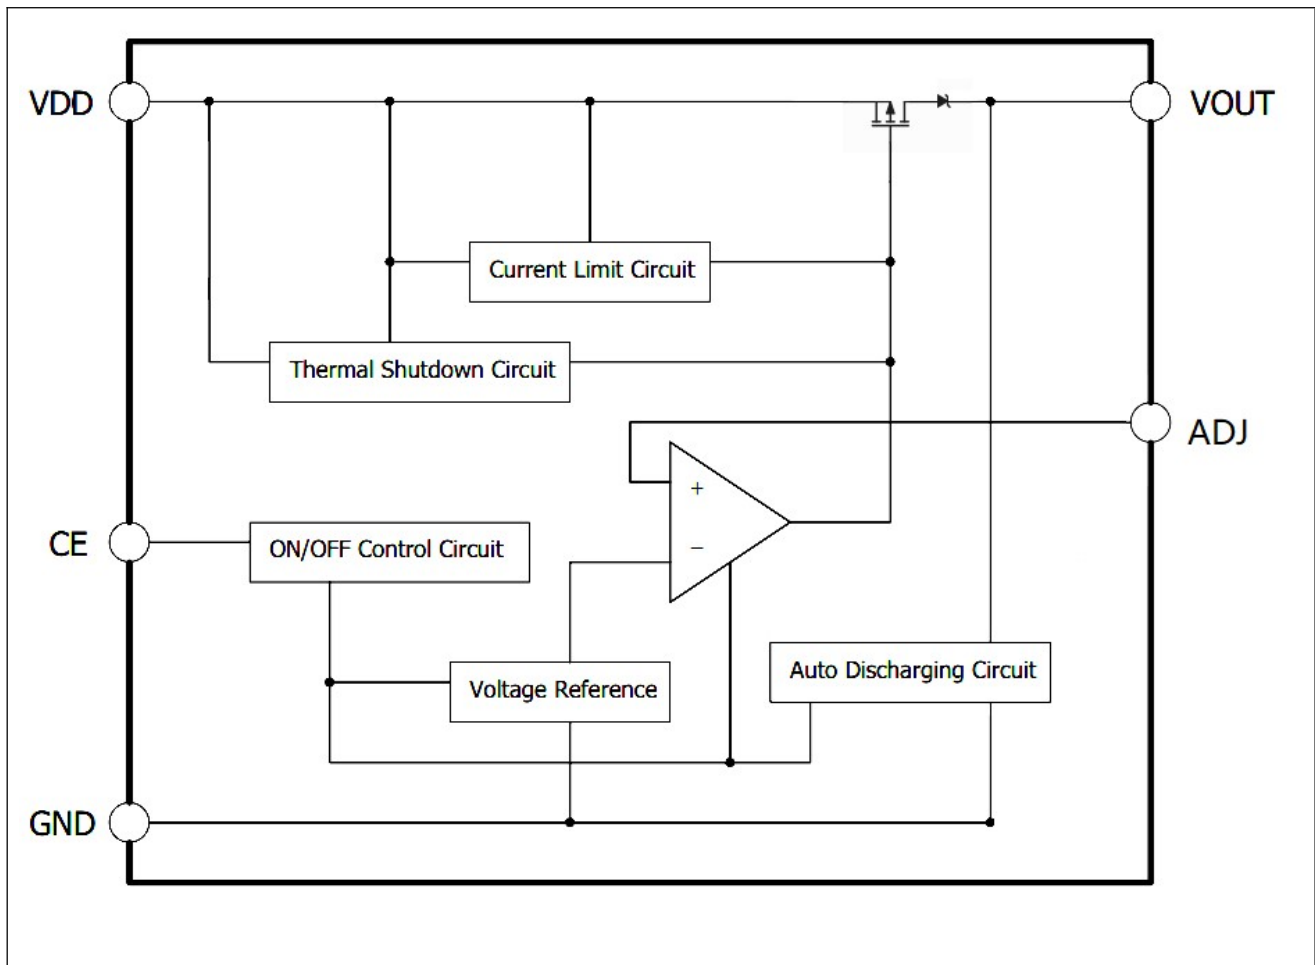 VDD
VOUT
Current Limit Circuit
Thermal Shutdown Circuit
ADJ
+
−
CE
ON/OFF Control Circuit
Auto Discharging Circuit
Voltage Reference
GND